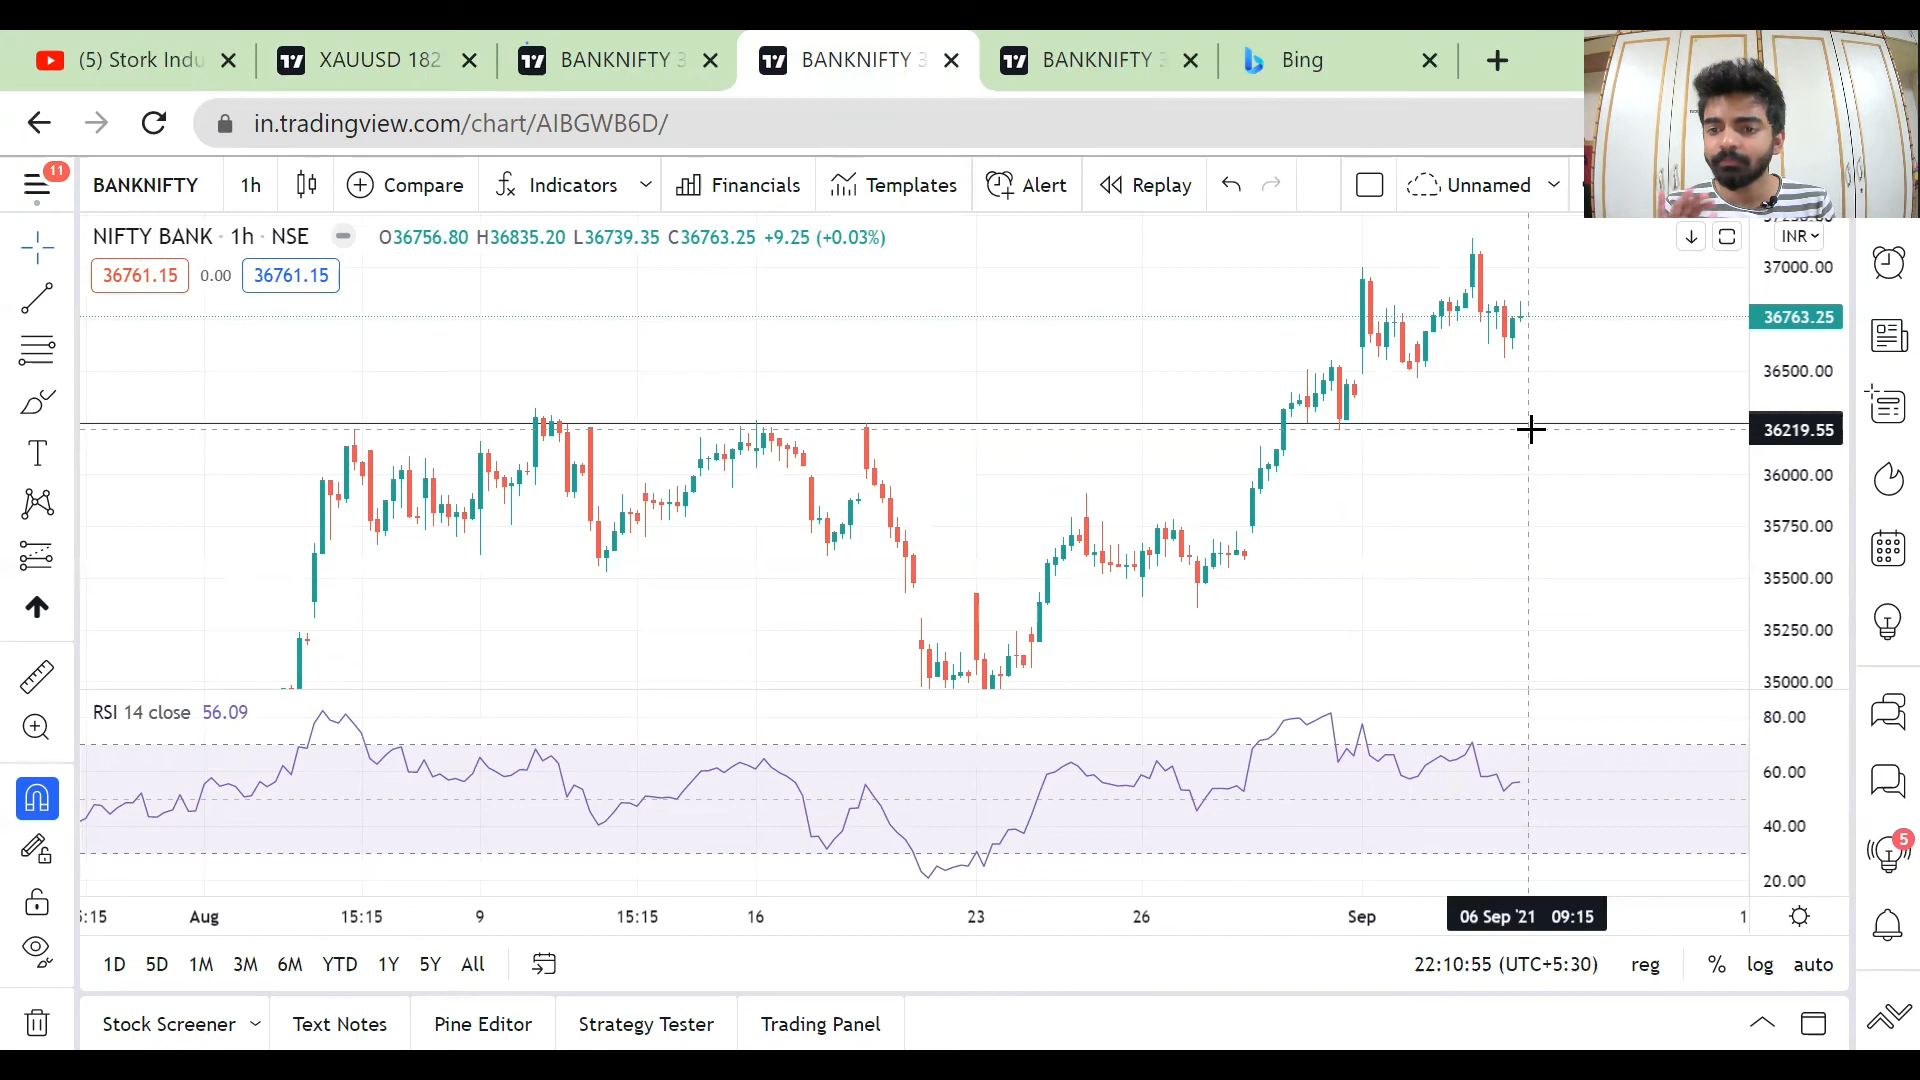 (5) Stork Indu
XAUUSD 182
BANKNIFTY 3
BANKNIFTY 3
BANKNIFTY 3
Bing
in.tradingview.com/chart/AIBGWB6D/
11
BANKNIFTY
1h
Compare
Indicators
Financials
Templates
Alert
Replay
Unnamed
NIFTY BANK · 1h · NSE
O36756.80 H36835.20 L36739.35 C36763.25 +9.25 (+0.03%)
INR
36761.15
0.00
36761.15
37000.00
36763.25
36500.00
36219.55
36000.00
35750.00
35500.00
35250.00
35000.00
RSI 14 close 56.09
80.00
60.00
40.00
20.00
5
:15
Aug
15:15
9
15:15
16
23
26
Sep
06 Sep '21 09:15
1
1D
5D
1M
3M
6M
YTD
1Y
5Y
All
22:10:55 (UTC+5:30)
reg
%
log
auto
Stock Screener
Text Notes
Pine Editor
Strategy Tester
Trading Panel